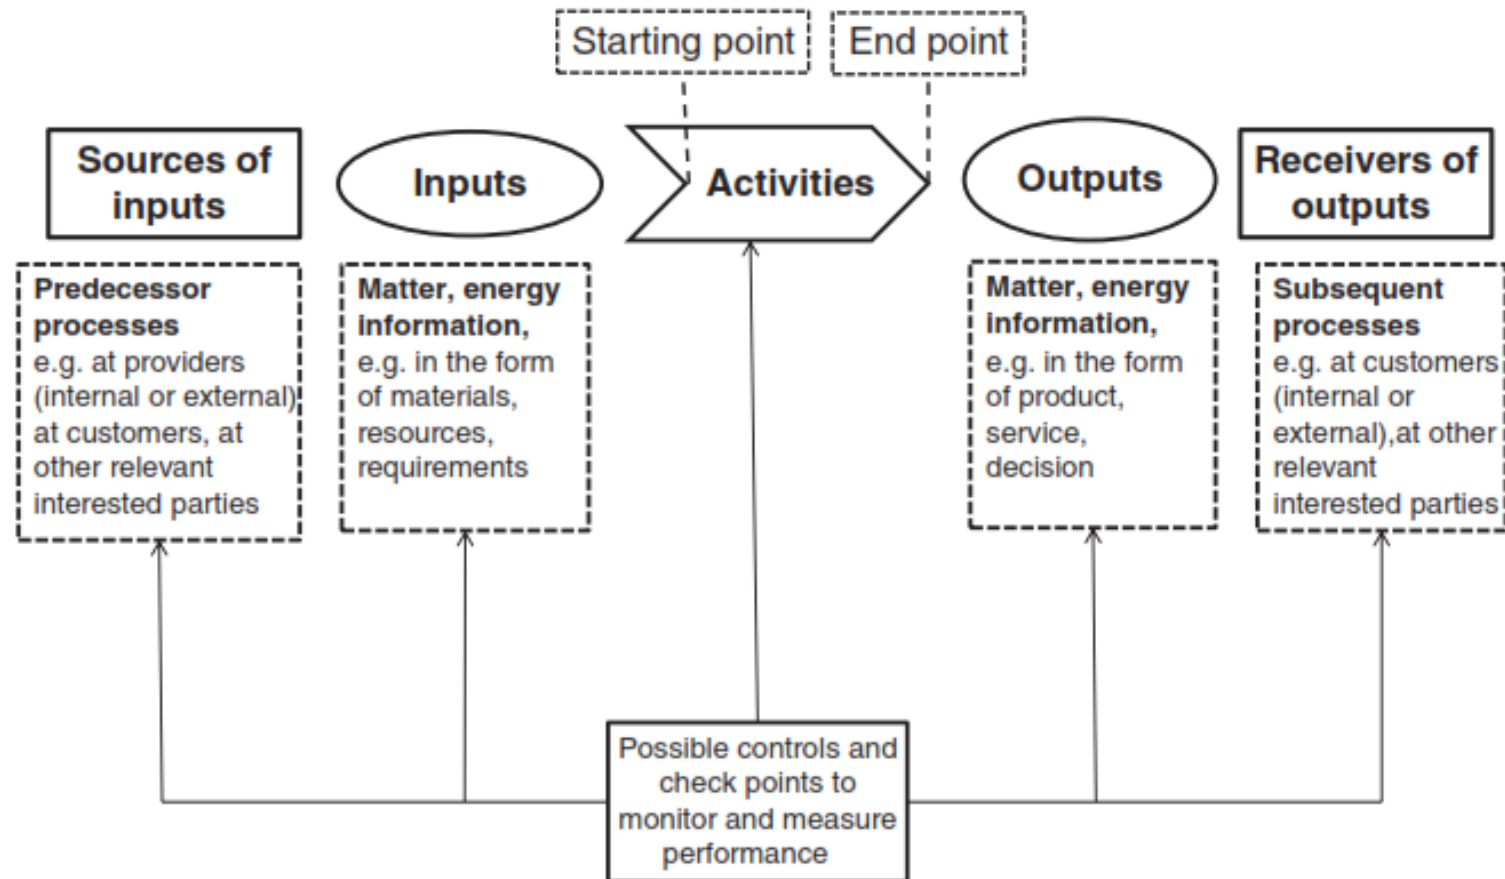 Starting point
End point
Sources of
inputs
Inputs
Activities
Outputs
Receivers of
outputs
Predecessor
processes
e.g. at providers
(internal or external)
at customers, at
other relevant
interested parties
Matter, energy
information,
e.g. in the form
of materials,
resources,
requirements
Matter, energy
information,
e.g. in the form
of product,
service,
decision
Subsequent
processes
e.g. at customers
(internal or
external),at other
relevant
interested parties
Possible controls and
check points to
monitor and measure
performance